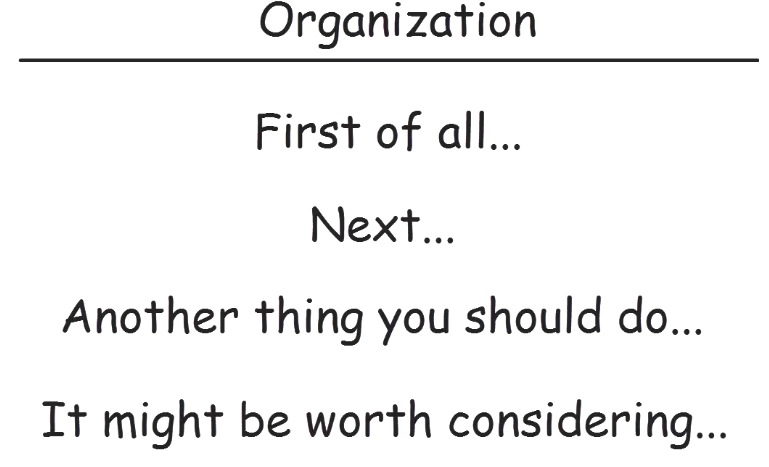 Organization
First of all...
Next...
Another thing you should do...
It might be worth considering...